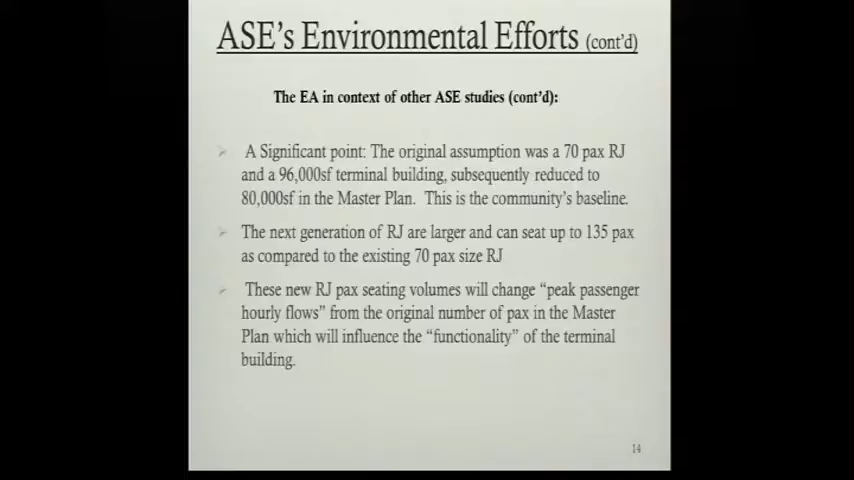 ASE's Environmental Efforts (cont'd)
The EA in context of other ASE studies (cont'd):
A Significant point: The original assumption was a 70 pax RJ
and a 96,000sf terminal building, subsequently reduced to
80,000sf in the Master Plan. This is the community's baseline.
The next generation of RJ are larger and can seat up to 135 pax
as compared to the existing 70 pax size RJ
These new RJ pax seating volumes will change "peak passenger
hourly flows" from the original number of pax in the Master
Plan which will influence the "functionality" of the terminal
building.
14